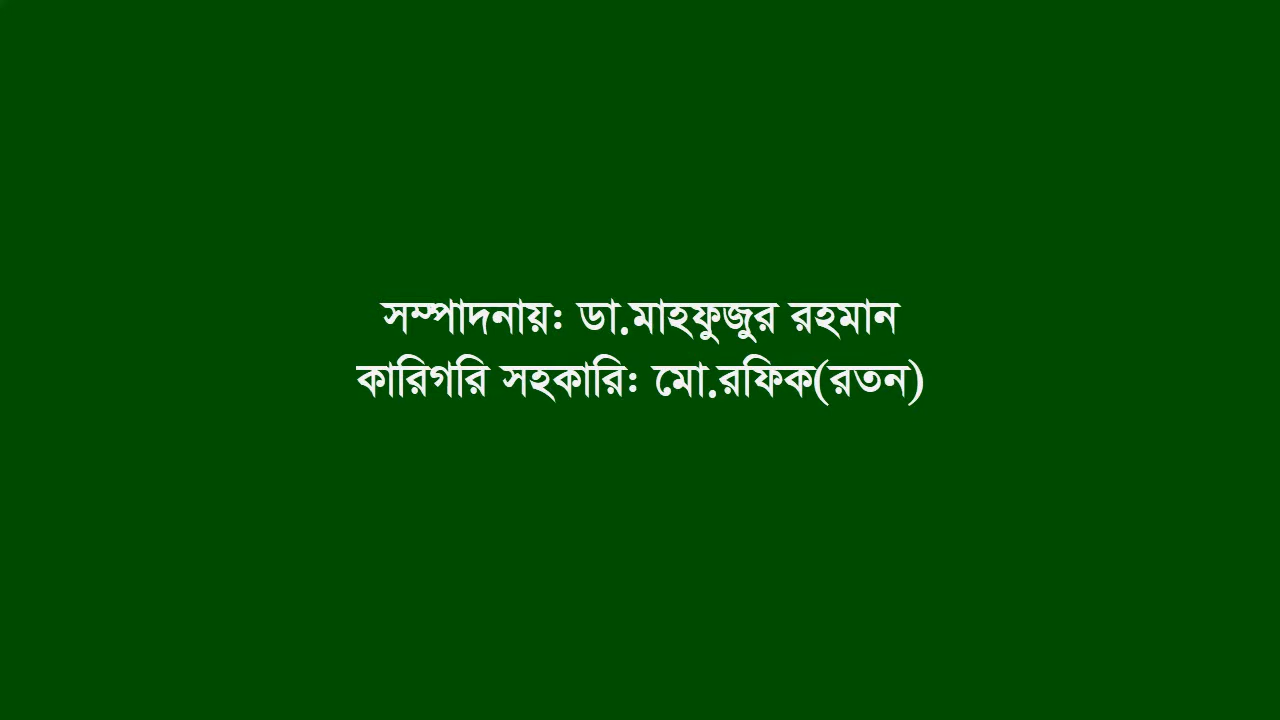 সম্পাদনায়: ডা.মাহফুজুর রহমান
কারিগরি সহকারি: মো.রফিক(রতন)